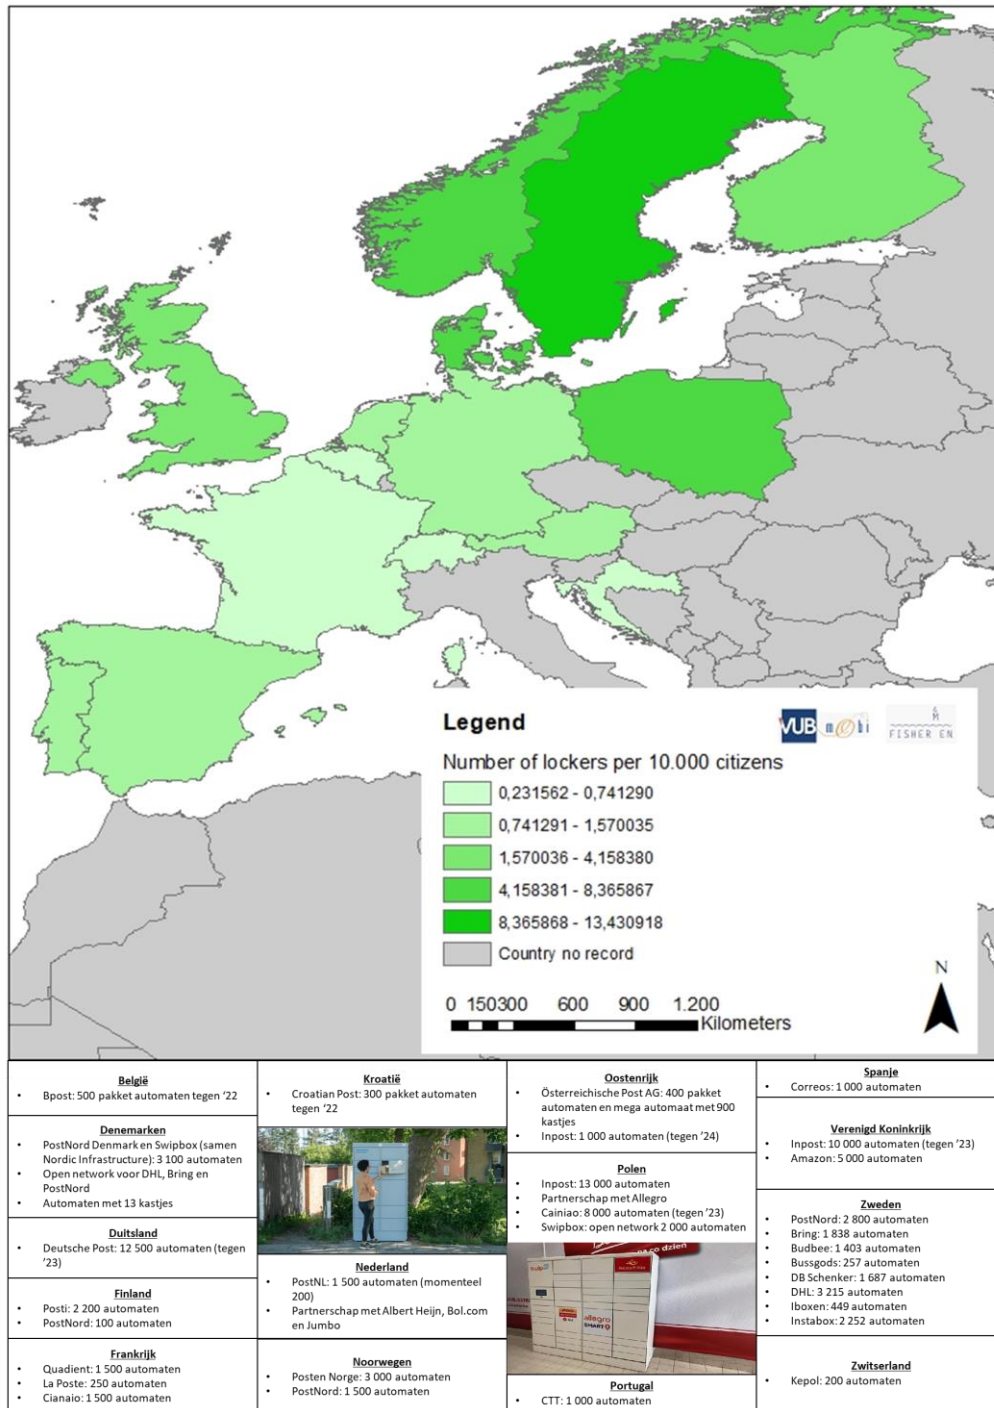 Legend
VUB
mobi
&
M
FISHER EN
Number of lockers per 10.000 citizens
0,231562 - 0,741290
0,741291 - 1,570035
1,570036 - 4,158380
4,158381 - 8,365867
8,365868 - 13,430918
Country no record
N
0 150300 600 900 1.200
Kilometers
België
• Bpost: 500 pakket automaten tegen ‘22
Denemarken
• PostNord Denmark en Swipbox (samen
Nordic Infrastructure): 3 100 automaten
• Open network voor DHL, Bring en
PostNord
• Automaten met 13 kastjes
Duitsland
• Deutsche Post: 12 500 automaten (tegen
‘23)
Finland
• Posti: 2 200 automaten
• PostNord: 100 automaten
Frankrijk
• Quadient: 1 500 automaten
• La Poste: 250 automaten
• Cianaio: 1 500 automaten
Kroatië
• Croatian Post: 300 pakket automaten
tegen ‘22
Nederland
• PostNL: 1 500 automaten (momenteel
200)
• Partnerschap met Albert Heijn, Bol.com
en Jumbo
Noorwegen
• Posten Norge: 3 000 automaten
• PostNord: 1 500 automaten
Oostenrijk
• Österreichische Post AG: 400 pakket
automaten en mega automaat met 900
kastjes
• Inpost: 1 000 automaten (tegen ‘24)
Polen
• Inpost: 13 000 automaten
• Partnerschap met Allegro
• Cainiao: 8 000 automaten (tegen ‘23)
• Swipbox: open network 2 000 automaten
co dzień
allegro
SMART
Portugal
• CTT: 1 000 automaten
Spanje
• Correos: 1 000 automaten
Verenigd Koninkrijk
• Inpost: 10 000 automaten (tegen ‘23)
• Amazon: 5 000 automaten
Zweden
• PostNord: 2 800 automaten
• Bring: 1 838 automaten
• Budbee: 1 403 automaten
• Bussgods: 257 automaten
• DB Schenker: 1 687 automaten
• DHL: 3 215 automaten
• Iboxen: 449 automaten
• Instabox: 2 252 automaten
Zwitserland
• Kepol: 200 automaten